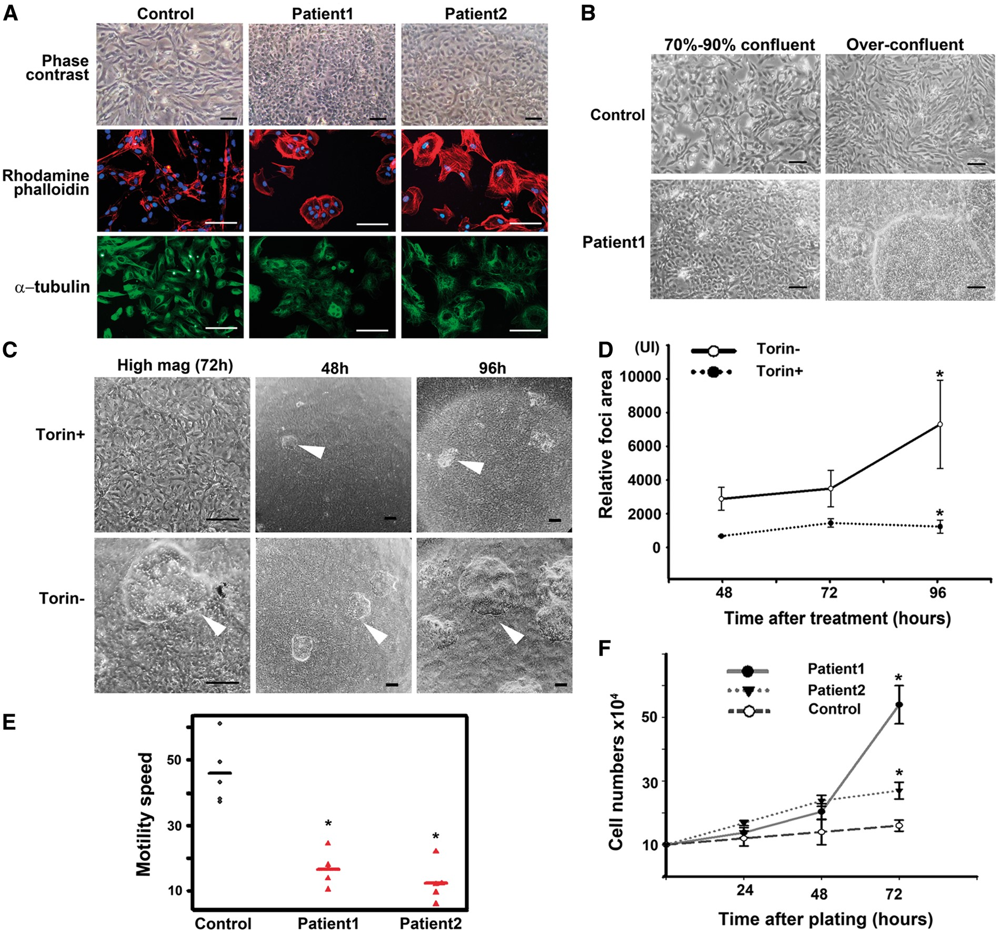 A
Control
Patient1
Patient2
Phase
contrast
Rhodamine
phalloidin
α–tubulin
B
70%-90% confluent
Over-confluent
Control
Patient1
C
High mag (72h)
48h
96h
Torin+
Torin-
D
(UI)
Torin-
Torin+
*
*
Relative foci area
10000
8000
6000
4000
2000
0
48
72
96
Time after treatment (hours)
E
Motility speed
50
30
10
*
*
Control
Patient1
Patient2
F
Patient1
Patient2
Control
*
*
Cell numbers x10⁴
50
30
10
24
48
72
Time after plating (hours)